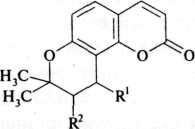 O O O
H₃C
H₃C R¹
R²